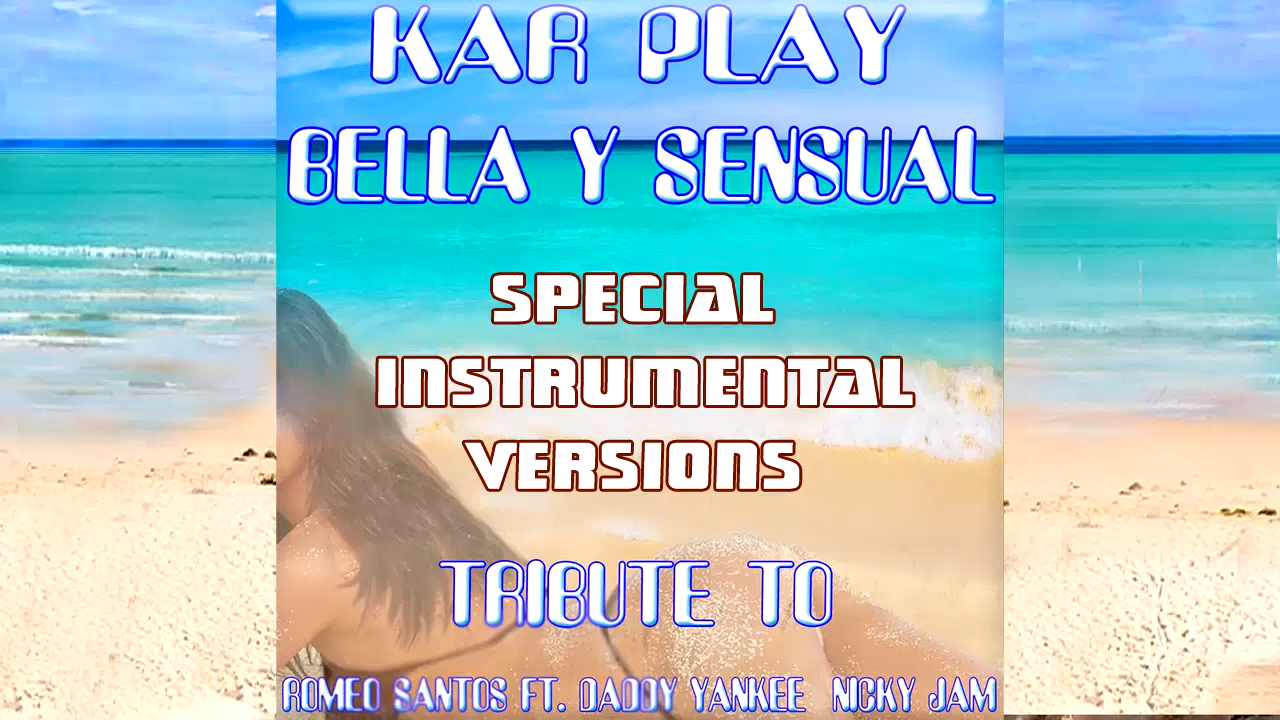 KAR PLAY
BELLA Y SENSUAL
SPECIAL
INSTRUMENTAL
VERSIONS
TRIBUTE TO
ROMEO SANTOS FT. DADDY YANKEE NICKY JAM